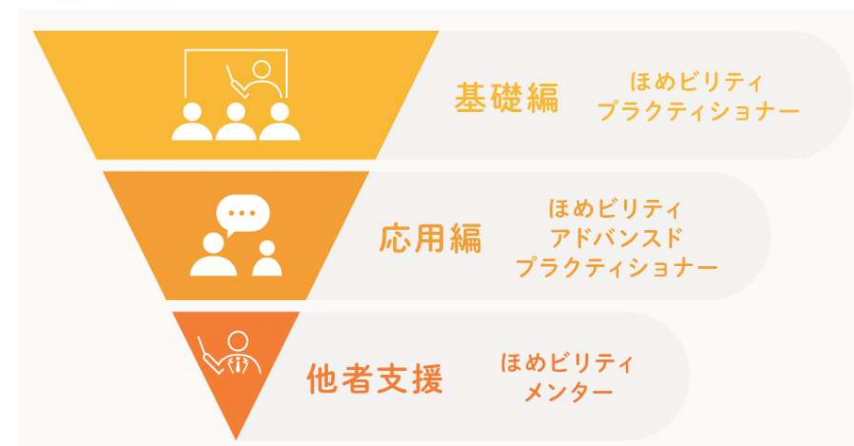 基礎編
ほめビリティ
プラクティショナー
応用編
ほめビリティ
アドバンスド
プラクティショナー
他者支援
ほめビリティ
メンター